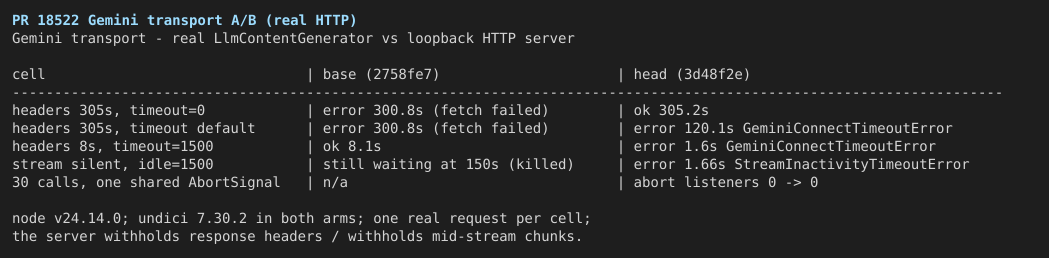 PR 18522 Gemini transport A/B (real HTTP)
Gemini transport - real LlmContentGenerator vs loopback HTTP server
cell | base (2758fe7) | head (3d48f2e)
------------------------------------------------------------------------------------------------------------------------
headers 305s, timeout=0 | error 300.8s (fetch failed) | ok 305.2s
headers 305s, timeout default | error 300.8s (fetch failed) | error 120.1s GeminiConnectTimeoutError
headers 8s, timeout=1500 | ok 8.1s | error 1.6s GeminiConnectTimeoutError
stream silent, idle=1500 | still waiting at 150s (killed) | error 1.66s StreamInactivityTimeoutError
30 calls, one shared AbortSignal | n/a | abort listeners 0 -> 0
node v24.14.0; undici 7.30.2 in both arms; one real request per cell;
the server withholds response headers / withholds mid-stream chunks.